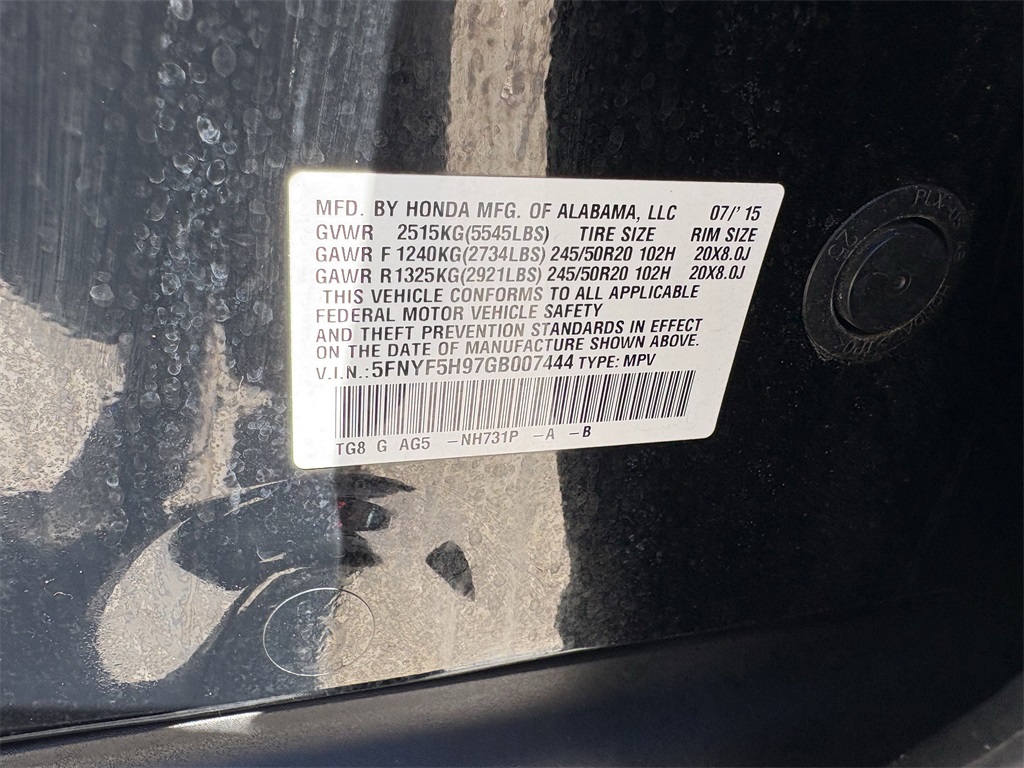 MFD. BY HONDA MFG. OF ALABAMA, LLC 07/'15
GVWR 2515KG(5545LBS) TIRE SIZE RIM SIZE
GAWR F 1240KG(2734LBS) 245/50R20 102H 20X8.0J
GAWR R 1325KG(2921LBS) 245/50R20 102H 20X8.0J
THIS VEHICLE CONFORMS TO ALL APPLICABLE
FEDERAL MOTOR VEHICLE SAFETY
AND THEFT PREVENTION STANDARDS IN EFFECT
ON THE DATE OF MANUFACTURE SHOWN ABOVE.
V.I.N.: 5FNYF5H97GB007444 TYPE: MPV
TG8 G AG5 -NH731P -A -B
25